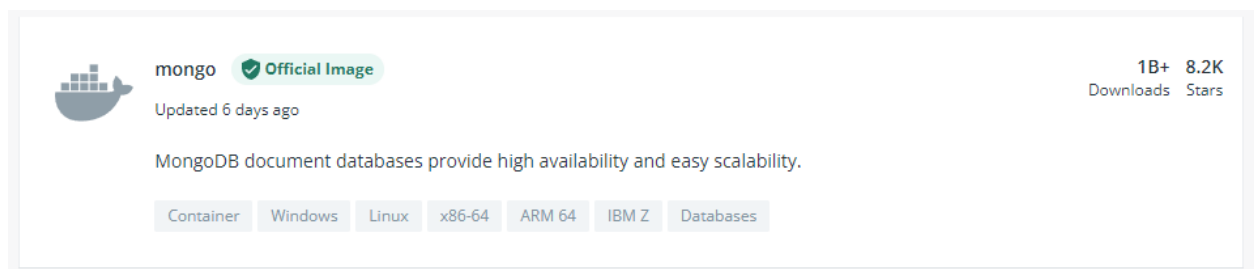 mongo Official Image 1B+ 8.2K
Updated 6 days ago Downloads Stars
MongoDB document databases provide high availability and easy scalability.
Container Windows Linux x86-64 ARM 64 IBM Z Databases